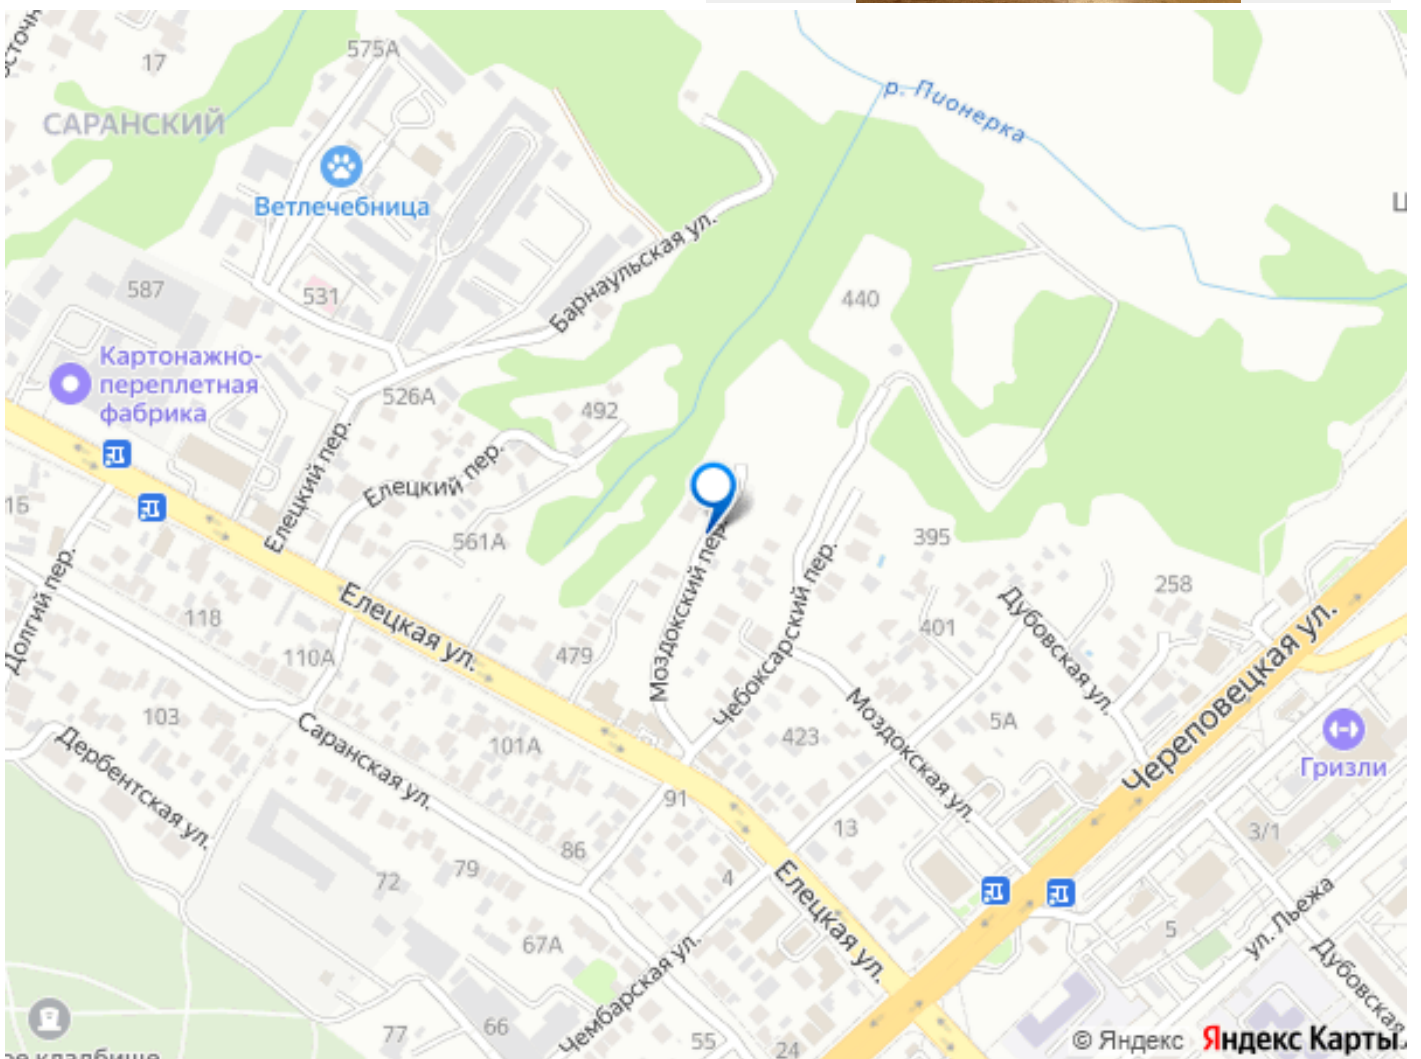 17
575А
САРАНСКИЙ
р. Пионерка
Ветлечебница
Барнаульская ул.
587
531
440
Картонажно-
переплетная
фабрика
526А
492
Елецкий пер.
Елецкий пер.
561А
395
Моздокский пер.
Чебоксарский пер.
258
Дубовская ул.
401
Долгий пер.
118
Елецкая ул.
110А
479
103
Саранская ул.
101А
423
Моздокская ул.
5А
Череповецкая ул.
Гризли
Дербентская ул.
91
13
3/1
86
79
72
4
Елецкая ул.
67А
5
ул. Льежа
Дубовская
Чембарская ул.
77
66
55
24
кладбище
© Яндекс Яндекс Карты